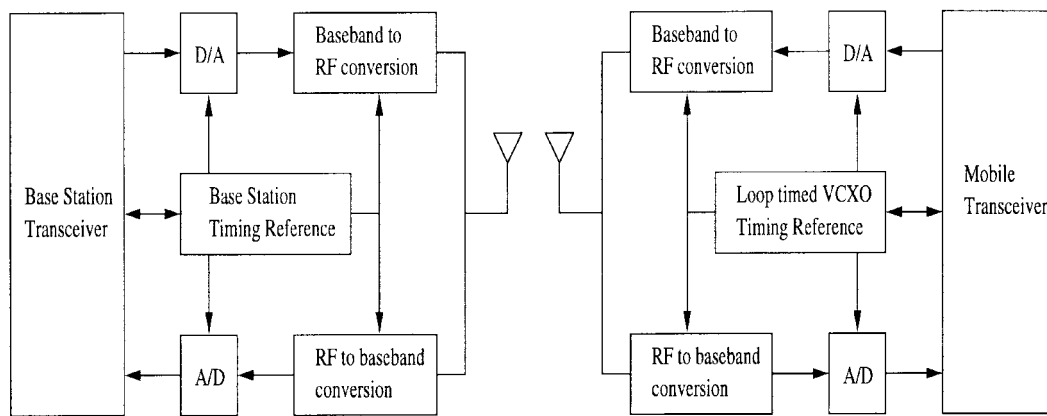 Base Station
Transceiver
D/A
Baseband to
RF conversion
Base Station
Timing Reference
A/D
RF to baseband
conversion
Baseband to
RF conversion
D/A
Loop timed VCXO
Timing Reference
RF to baseband
conversion
A/D
Mobile
Transceiver